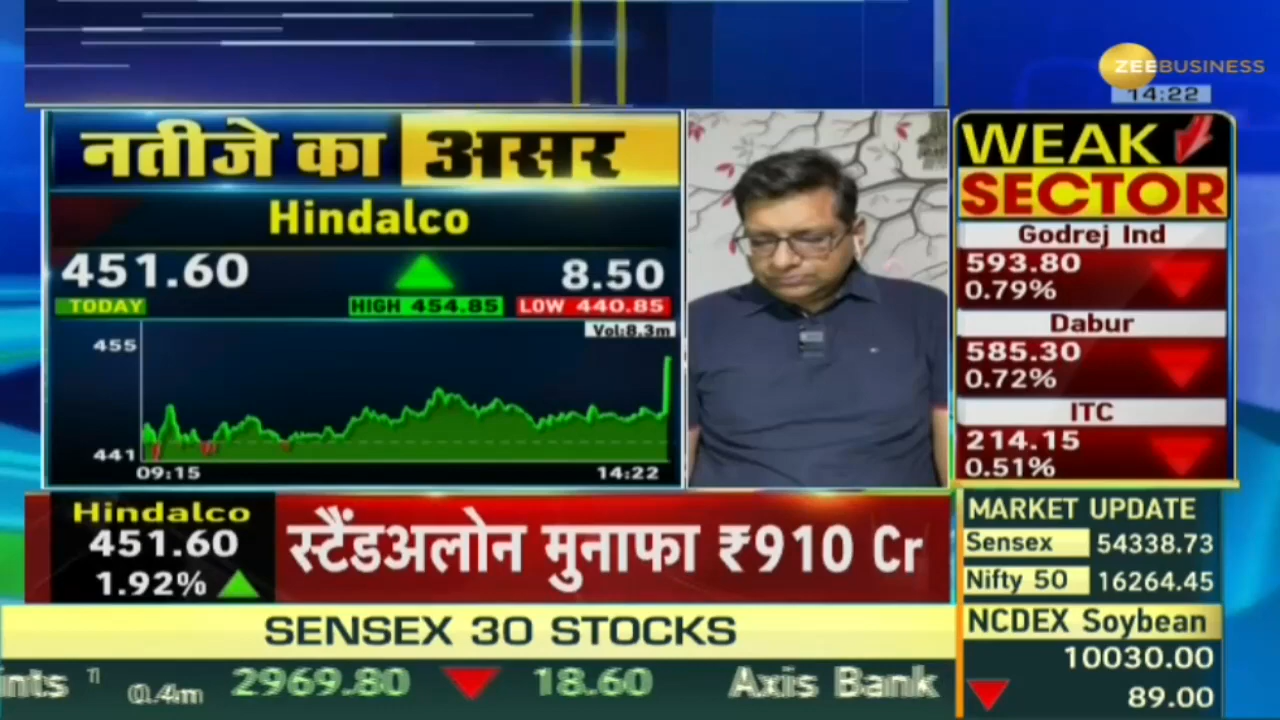 ZEEBUSINESS
14:22
नतीजे का असर
Hindalco
451.60 8.50
TODAY HIGH 454.85 LOW 440.85
Vol:8.3m
455
441
09:15 14:22
WEAK
SECTOR
Godrej Ind
593.80
0.79%
Dabur
585.30
0.72%
ITC
214.15
0.51%
Hindalco
451.60
1.92%
स्टैंडअलोन मुनाफा ₹910 Cr
MARKET UPDATE
Sensex 54338.73
Nifty 50 16264.45
NCDEX Soybean
10030.00
89.00
SENSEX 30 STOCKS
ints 0.4m 2969.80 18.60 Axis Bank